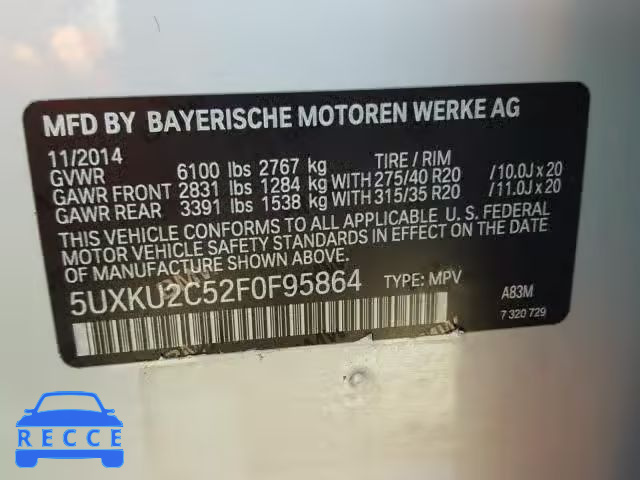 MFD BY BAYERISCHE MOTOREN WERKE AG
11/2014 TIRE / RIM
GVWR 6100 lbs 2767 kg
GAWR FRONT 2831 lbs 1284 kg WITH 275/40 R20 /10.0J x 20
GAWR REAR 3391 lbs 1538 kg WITH 315/35 R20 /11.0J x 20
THIS VEHICLE CONFORMS TO ALL APPLICABLE U. S. FEDERAL
MOTOR VEHICLE SAFETY STANDARDS IN EFFECT ON THE DATE
OF MANUFACTURE SHOWN ABOVE.
5UXKU2C52F0F95864 TYPE: MPV A83M
7 320 729
RECCE